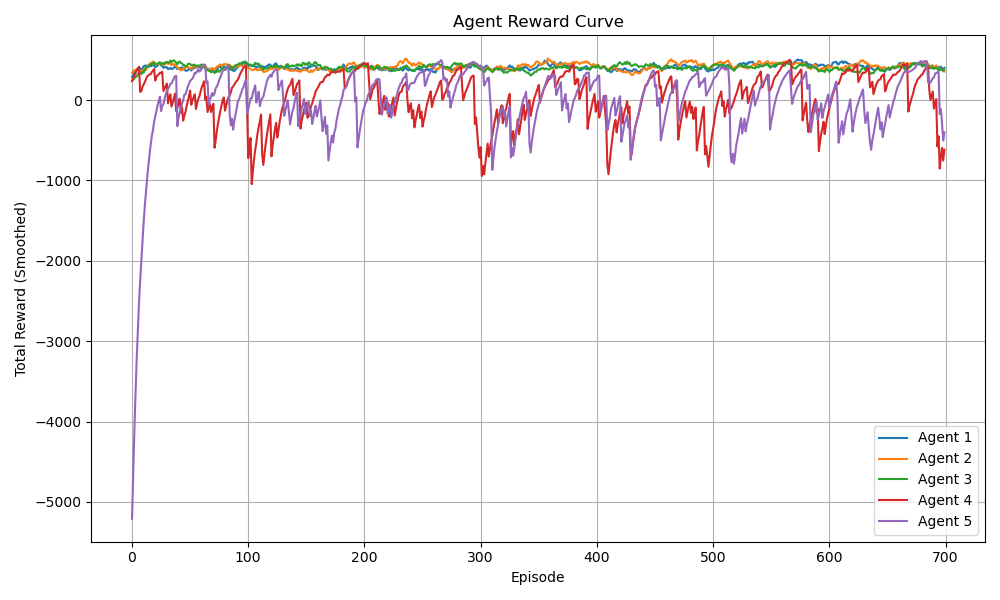 Agent Reward Curve
Total Reward (Smoothed)
0
−1000
−2000
−3000
−4000
−5000
0 100 200 300 400 500 600 700
Episode
Agent 1
Agent 2
Agent 3
Agent 4
Agent 5